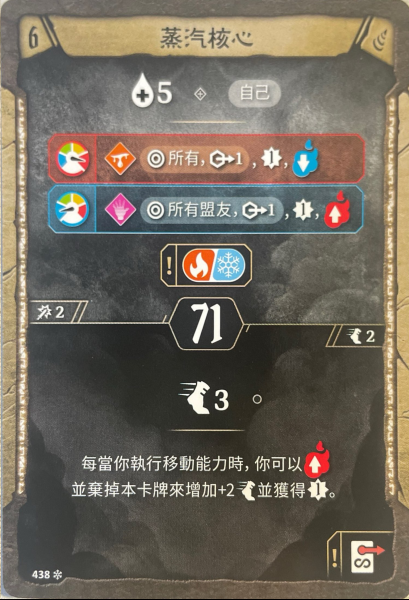 6 蒸汽核心
5 自己
所有, 1 , ,
所有盟友, 1 , ,
!
2 71 2
3
每當你執行移動能力時, 你可以
並棄掉本卡牌來增加+2 並獲得 。
! S
438